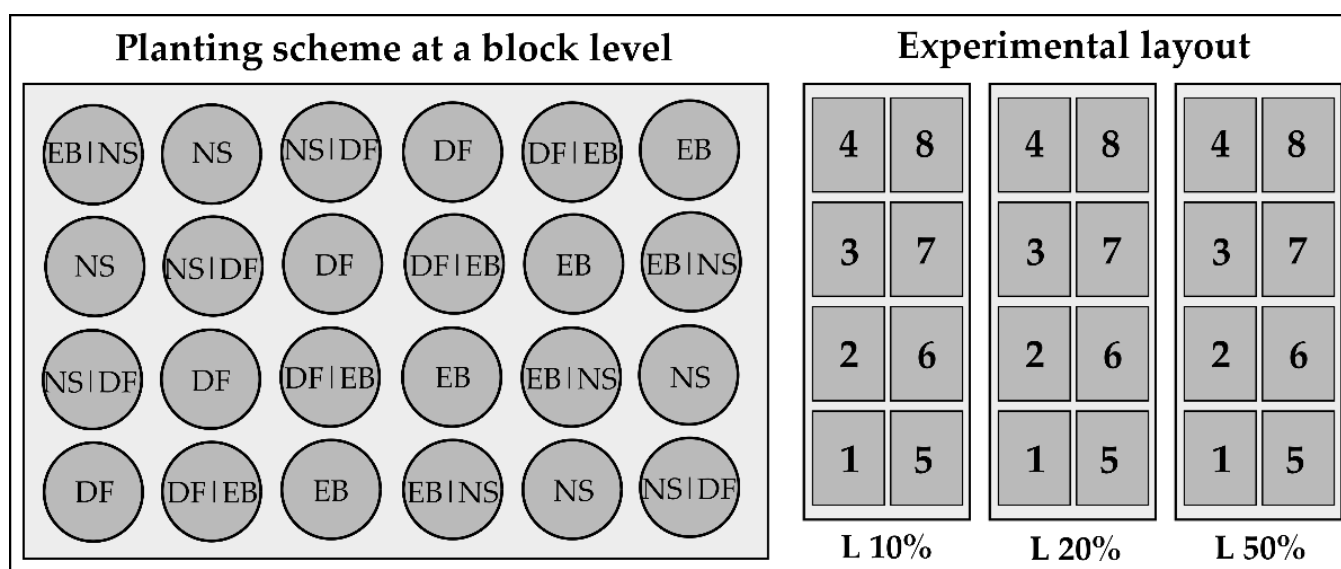 Planting scheme at a block level
EB|NS NS NS|DF DF DF|EB EB
NS NS|DF DF DF|EB EB EB|NS
NS|DF DF DF|EB EB EB|NS NS
DF DF|EB EB EB|NS NS NS|DF
Experimental layout
4 8 4 8 4 8
3 7 3 7 3 7
2 6 2 6 2 6
1 5 1 5 1 5
L 10% L 20% L 50%